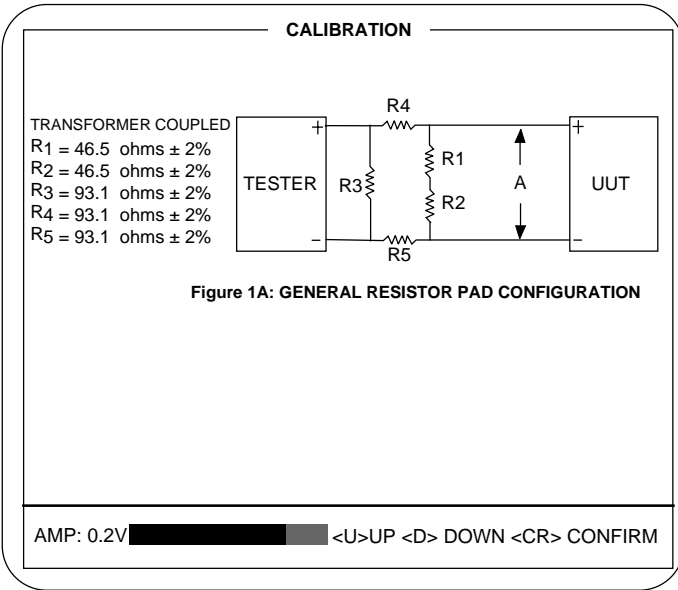 CALIBRATION
TRANSFORMER COUPLED
R1 = 46.5 ohms ± 2%
R2 = 46.5 ohms ± 2%
R3 = 93.1 ohms ± 2%
R4 = 93.1 ohms ± 2%
R5 = 93.1 ohms ± 2%
TESTER
+
−
R3
R4
R5
R1
R2
A
+
−
UUT
Figure 1A: GENERAL RESISTOR PAD CONFIGURATION
AMP: 0.2V <U>UP <D> DOWN <CR> CONFIRM